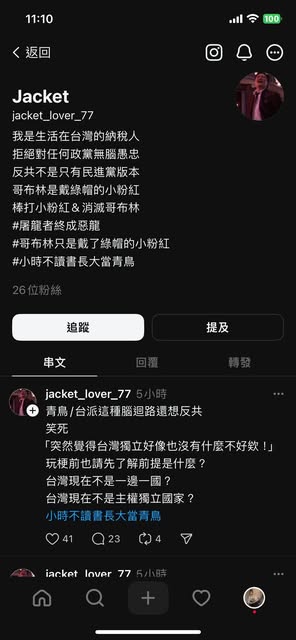 11:10
100
返回
Jacket
jacket_lover_77
我是生活在台灣的納稅人
拒絕對任何政黨無腦愚忠
反共不是只有民進黨版本
哥布林是戴綠帽的小粉紅
棒打小粉紅&消滅哥布林
#屠龍者終成惡龍
#哥布林只是戴了綠帽的小粉紅
#小時不讀書長大當青鳥
26位粉絲
追蹤
提及
串文
回覆
轉發
jacket_lover_77 5小時
青鳥/台派這種腦迴路還想反共
笑死
「突然覺得台灣獨立好像也沒有什麼不好欸!」
玩梗前也請先了解前提是什麼?
台灣現在不是一邊一國?
台灣現在不是主權獨立國家?
小時不讀書長大當青鳥
41 23 4
jacket_lover_77 5小時